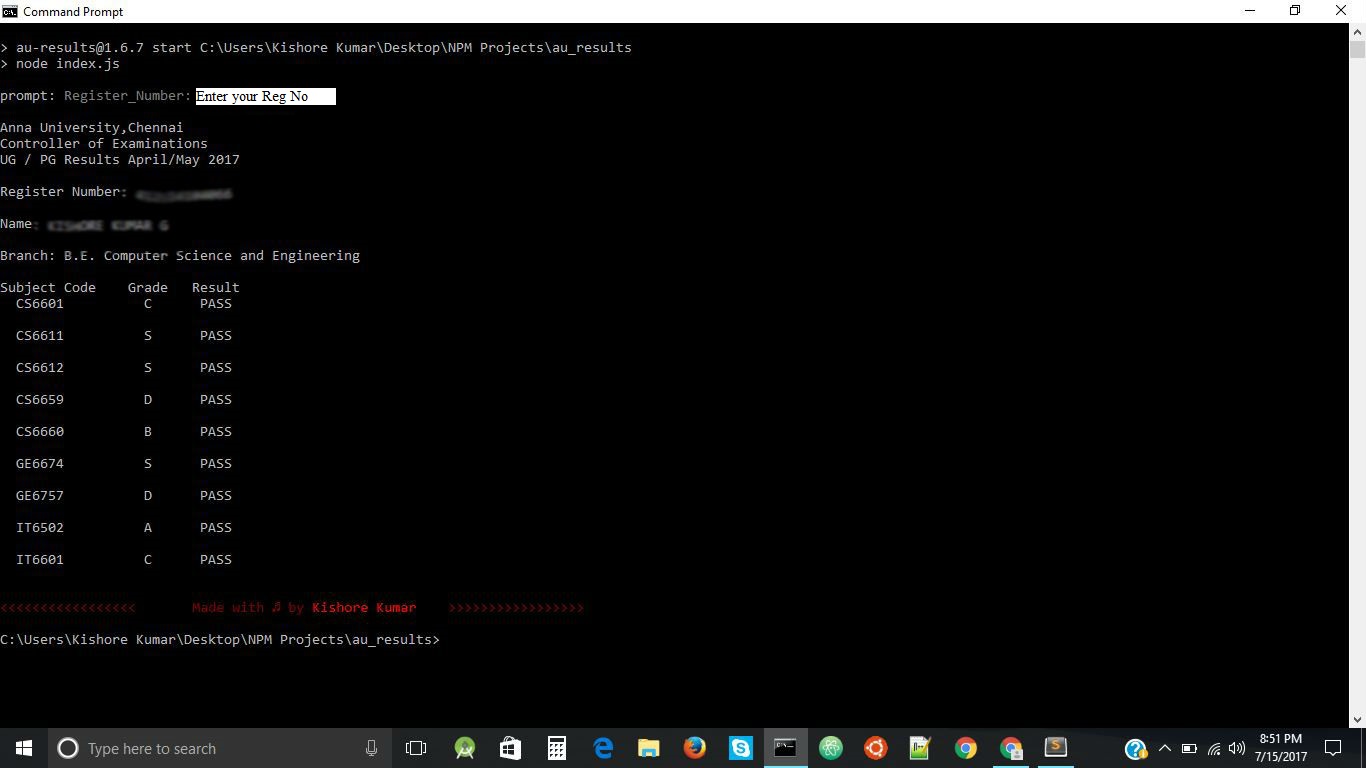 Command Prompt
> au-results@1.6.7 start C:\Users\Kishore Kumar\Desktop\NPM Projects\au_results
> node index.js
prompt: Register_Number: Enter your Reg No
Anna University,Chennai
Controller of Examinations
UG / PG Results April/May 2017
Register Number:
Name:
Branch: B.E. Computer Science and Engineering
Subject Code Grade Result
CS6601 C PASS
CS6611 S PASS
CS6612 S PASS
CS6659 D PASS
CS6660 B PASS
GE6674 S PASS
GE6757 D PASS
IT6502 A PASS
IT6601 C PASS
<<<<<<<<<<<<<<<<< Made with ♫ by Kishore Kumar >>>>>>>>>>>>>>>>>
C:\Users\Kishore Kumar\Desktop\NPM Projects\au_results>
Type here to search
8:51 PM
7/15/2017